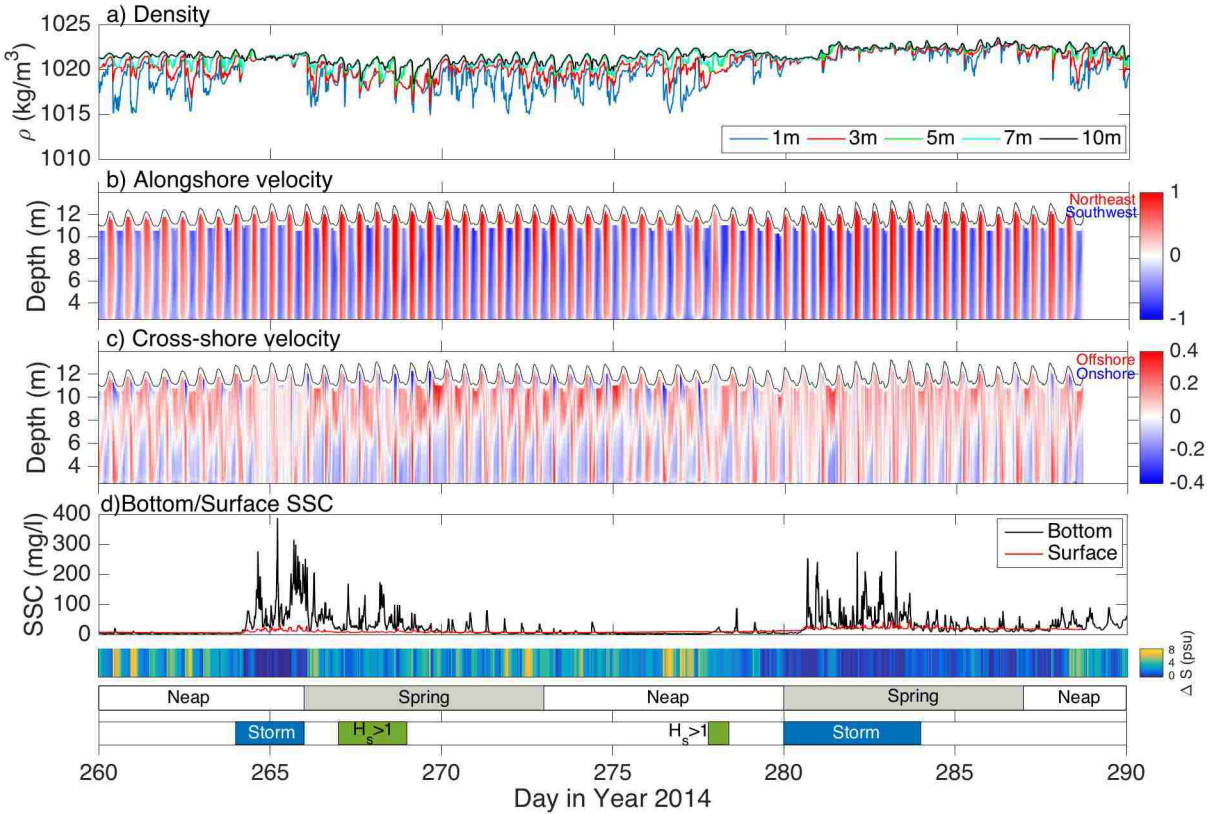 a) Density
1025
1020
1015
1010
ρ (kg/m³)
1m 3m 5m 7m 10m
b) Alongshore velocity
12
10
8
6
4
Depth (m)
Northeast
Southwest
1
0
-1
c) Cross-shore velocity
12
10
8
6
4
Depth (m)
Offshore
Onshore
0.4
0.2
0
-0.2
-0.4
d)Bottom/Surface SSC
400
300
200
100
0
SSC (mg/l)
Bottom
Surface
8
4
0
Δ S (psu)
Neap Spring Neap Spring Neap
Storm Hs>1 Hs>1 Storm
260 265 270 275 280 285 290
Day in Year 2014